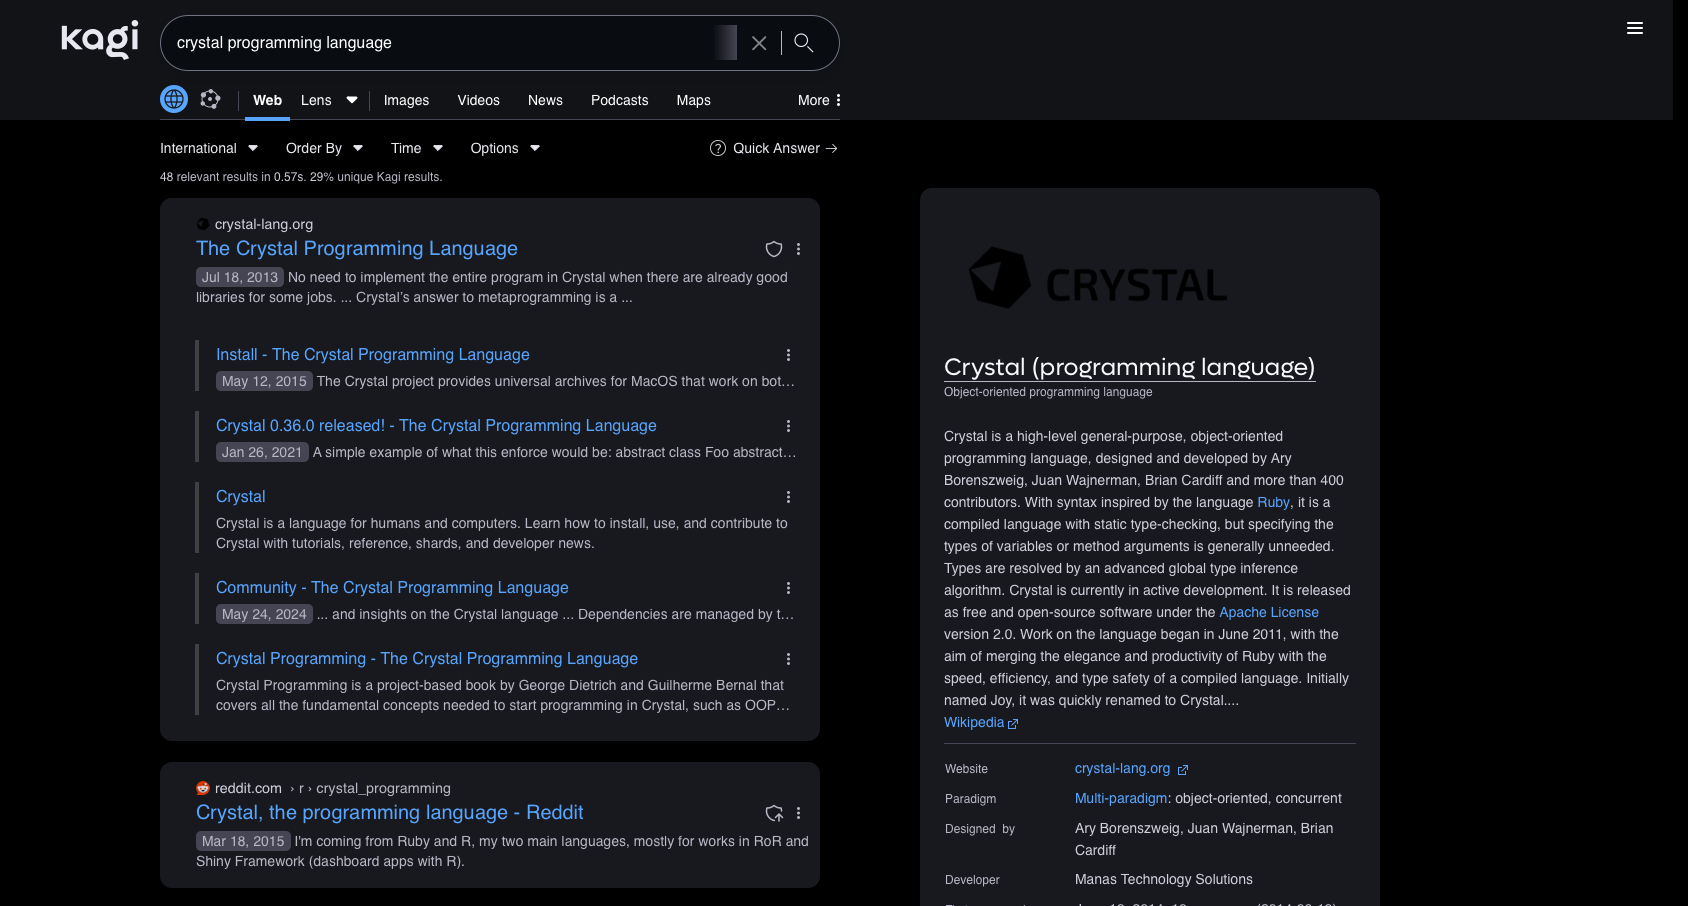 kagi
crystal programming language
Web Lens Images Videos News Podcasts Maps More
International Order By Time Options Quick Answer →
48 relevant results in 0.57s. 29% unique Kagi results.
crystal-lang.org
The Crystal Programming Language
Jul 18, 2013 No need to implement the entire program in Crystal when there are already good
libraries for some jobs. ... Crystal's answer to metaprogramming is a ...
Install - The Crystal Programming Language
May 12, 2015 The Crystal project provides universal archives for MacOS that work on bot…
Crystal 0.36.0 released! - The Crystal Programming Language
Jan 26, 2021 A simple example of what this enforce would be: abstract class Foo abstract…
Crystal
Crystal is a language for humans and computers. Learn how to install, use, and contribute to
Crystal with tutorials, reference, shards, and developer news.
Community - The Crystal Programming Language
May 24, 2024 ... and insights on the Crystal language ... Dependencies are managed by t…
Crystal Programming - The Crystal Programming Language
Crystal Programming is a project-based book by George Dietrich and Guilherme Bernal that
covers all the fundamental concepts needed to start programming in Crystal, such as OOP…
reddit.com › r › crystal_programming
Crystal, the programming language - Reddit
Mar 18, 2015 I'm coming from Ruby and R, my two main languages, mostly for works in RoR and
Shiny Framework (dashboard apps with R).
CRYSTAL
Crystal (programming language)
Object-oriented programming language
Crystal is a high-level general-purpose, object-oriented
programming language, designed and developed by Ary
Borenszweig, Juan Wajnerman, Brian Cardiff and more than 400
contributors. With syntax inspired by the language Ruby, it is a
compiled language with static type-checking, but specifying the
types of variables or method arguments is generally unneeded.
Types are resolved by an advanced global type inference
algorithm. Crystal is currently in active development. It is released
as free and open-source software under the Apache License
version 2.0. Work on the language began in June 2011, with the
aim of merging the elegance and productivity of Ruby with the
speed, efficiency, and type safety of a compiled language. Initially
named Joy, it was quickly renamed to Crystal....
Wikipedia
Website crystal-lang.org
Paradigm Multi-paradigm: object-oriented, concurrent
Designed by Ary Borenszweig, Juan Wajnerman, Brian
Cardiff
Developer Manas Technology Solutions